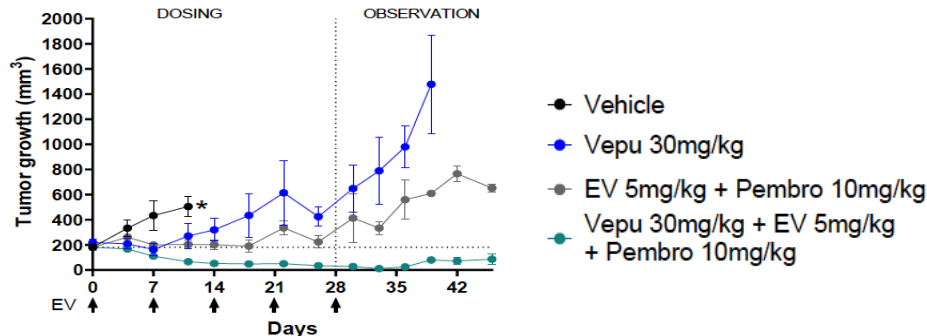 DOSING OBSERVATION
Tumor growth (mm³)
2000
1800
1600
1400
1200
1000
800
600
400
200
0
*
0 7 14 21 28 35 42
EV
Days
Vehicle
Vepu 30mg/kg
EV 5mg/kg + Pembro 10mg/kg
Vepu 30mg/kg + EV 5mg/kg
+ Pembro 10mg/kg